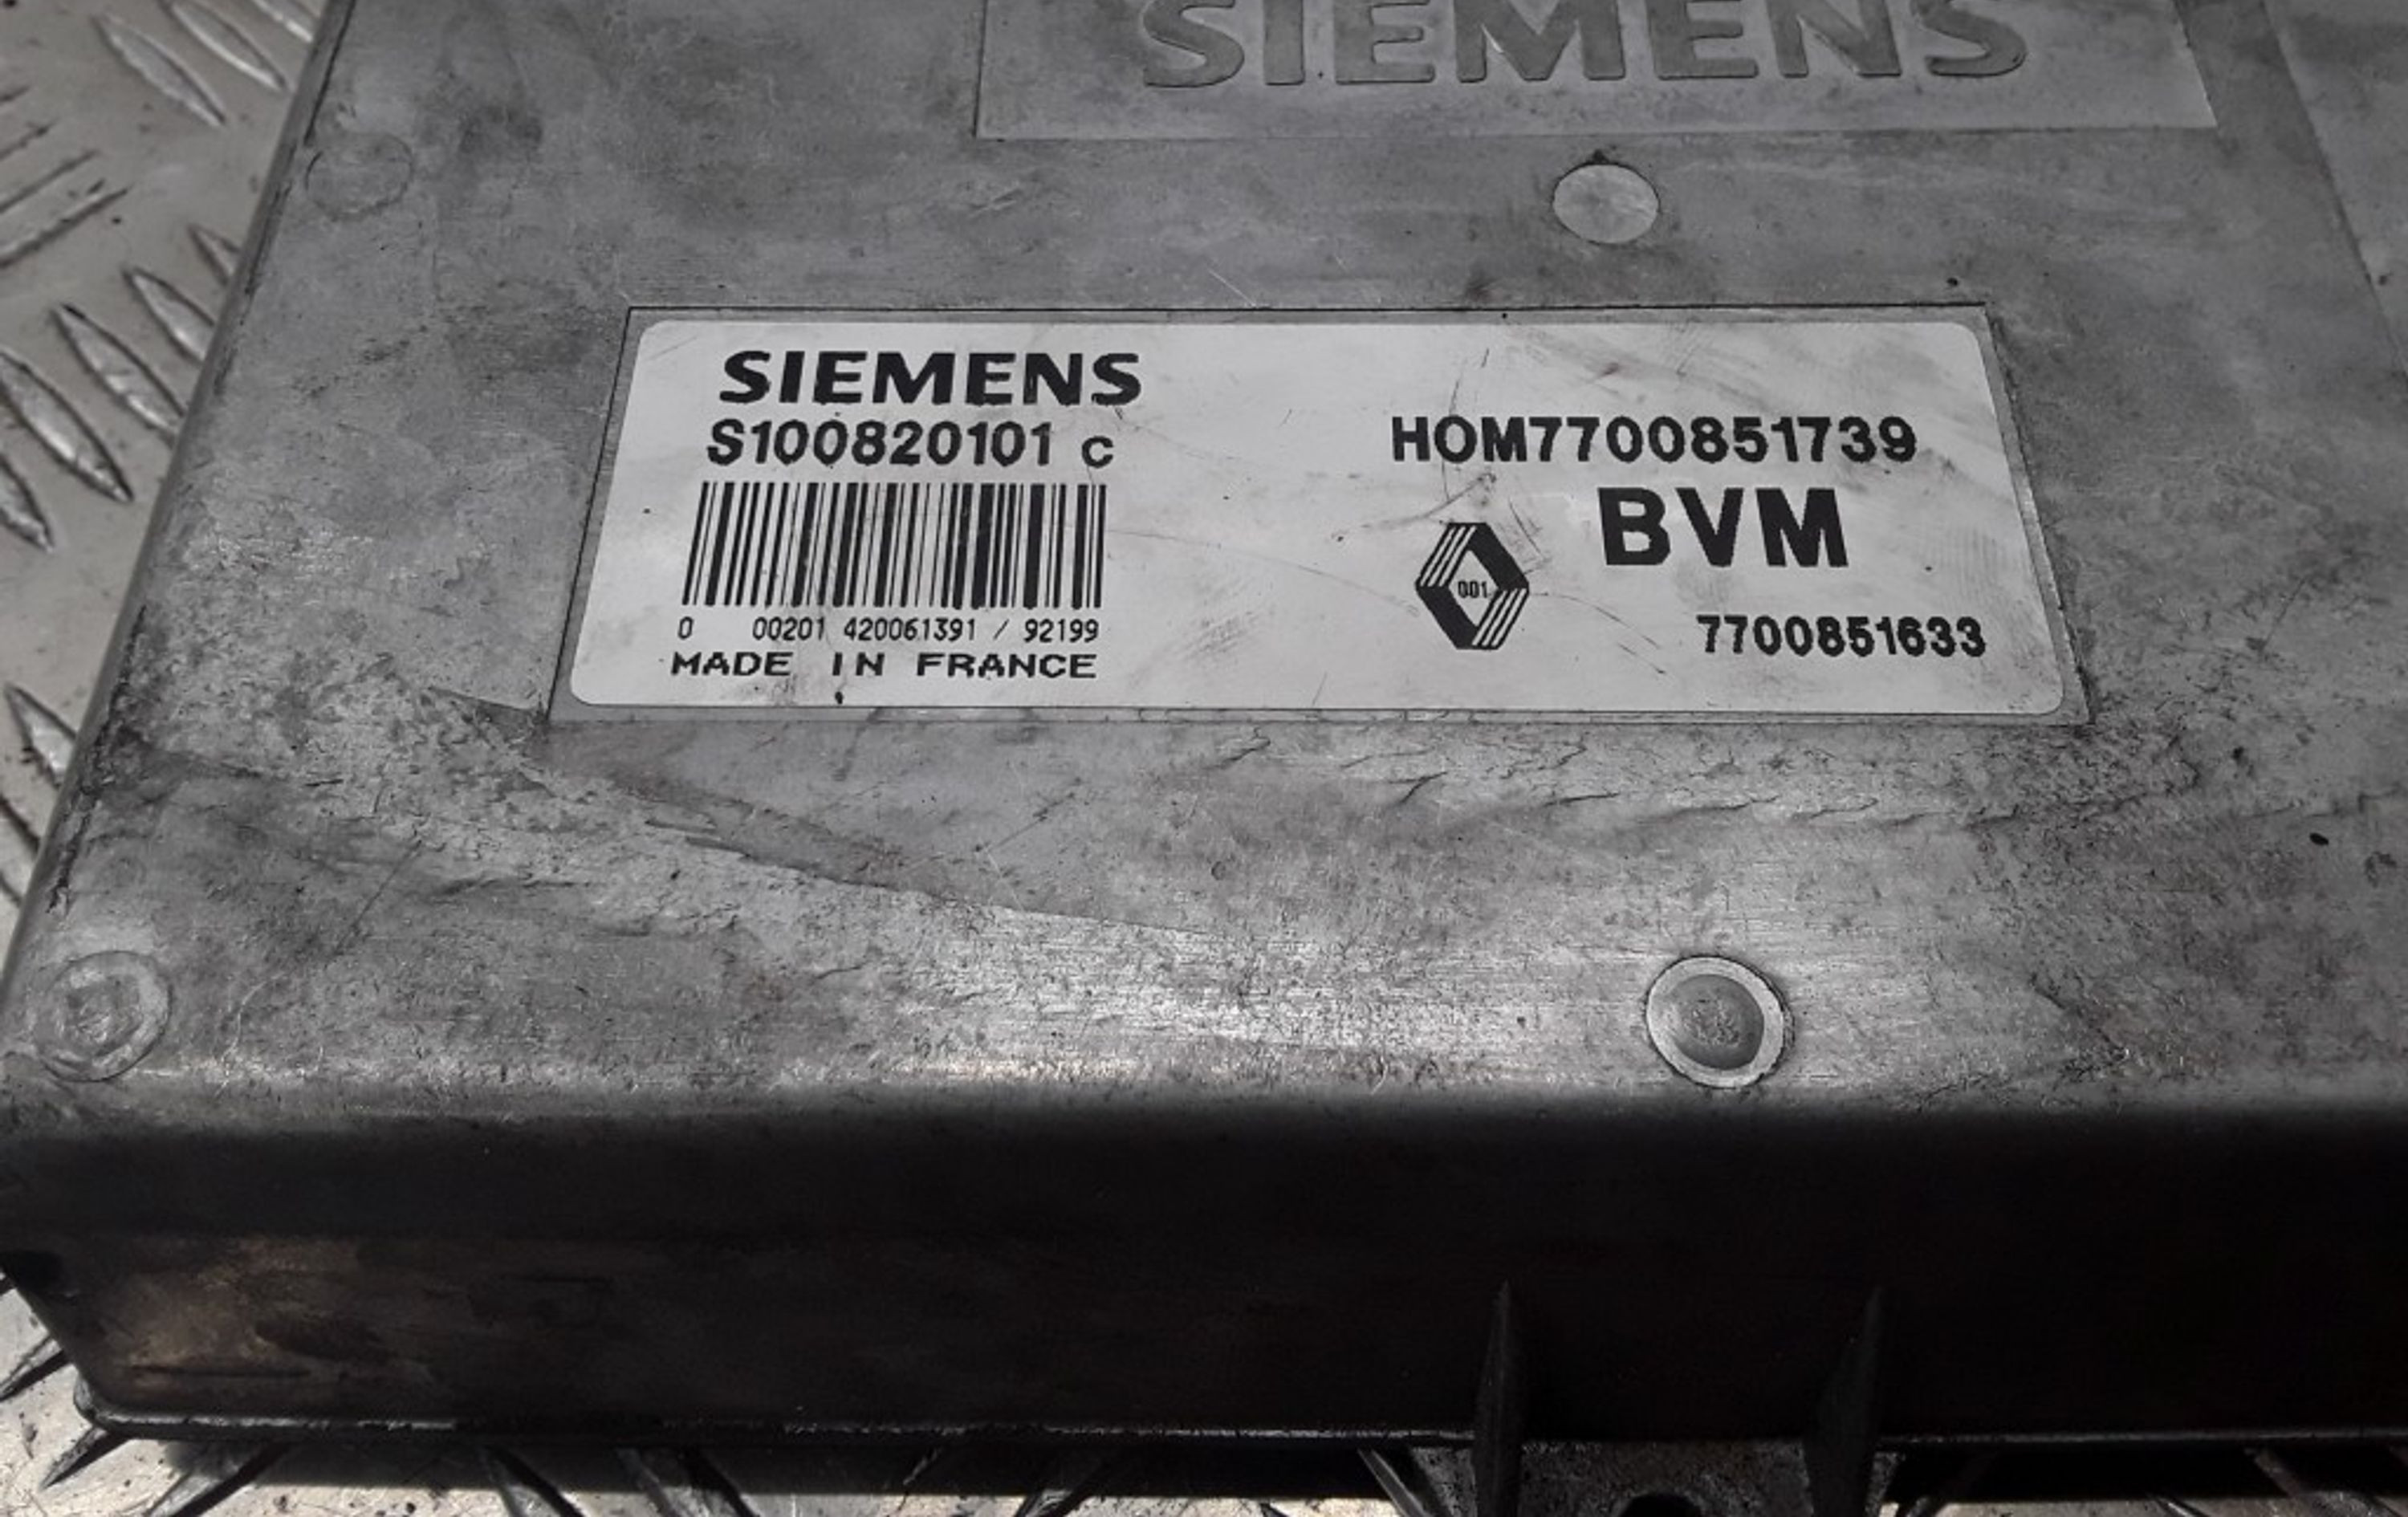 SIEMENS
SIEMENS
S100820101 C
0 00201 420061391 / 92199
MADE IN FRANCE
HOM7700851739
BVM
001
7700851633